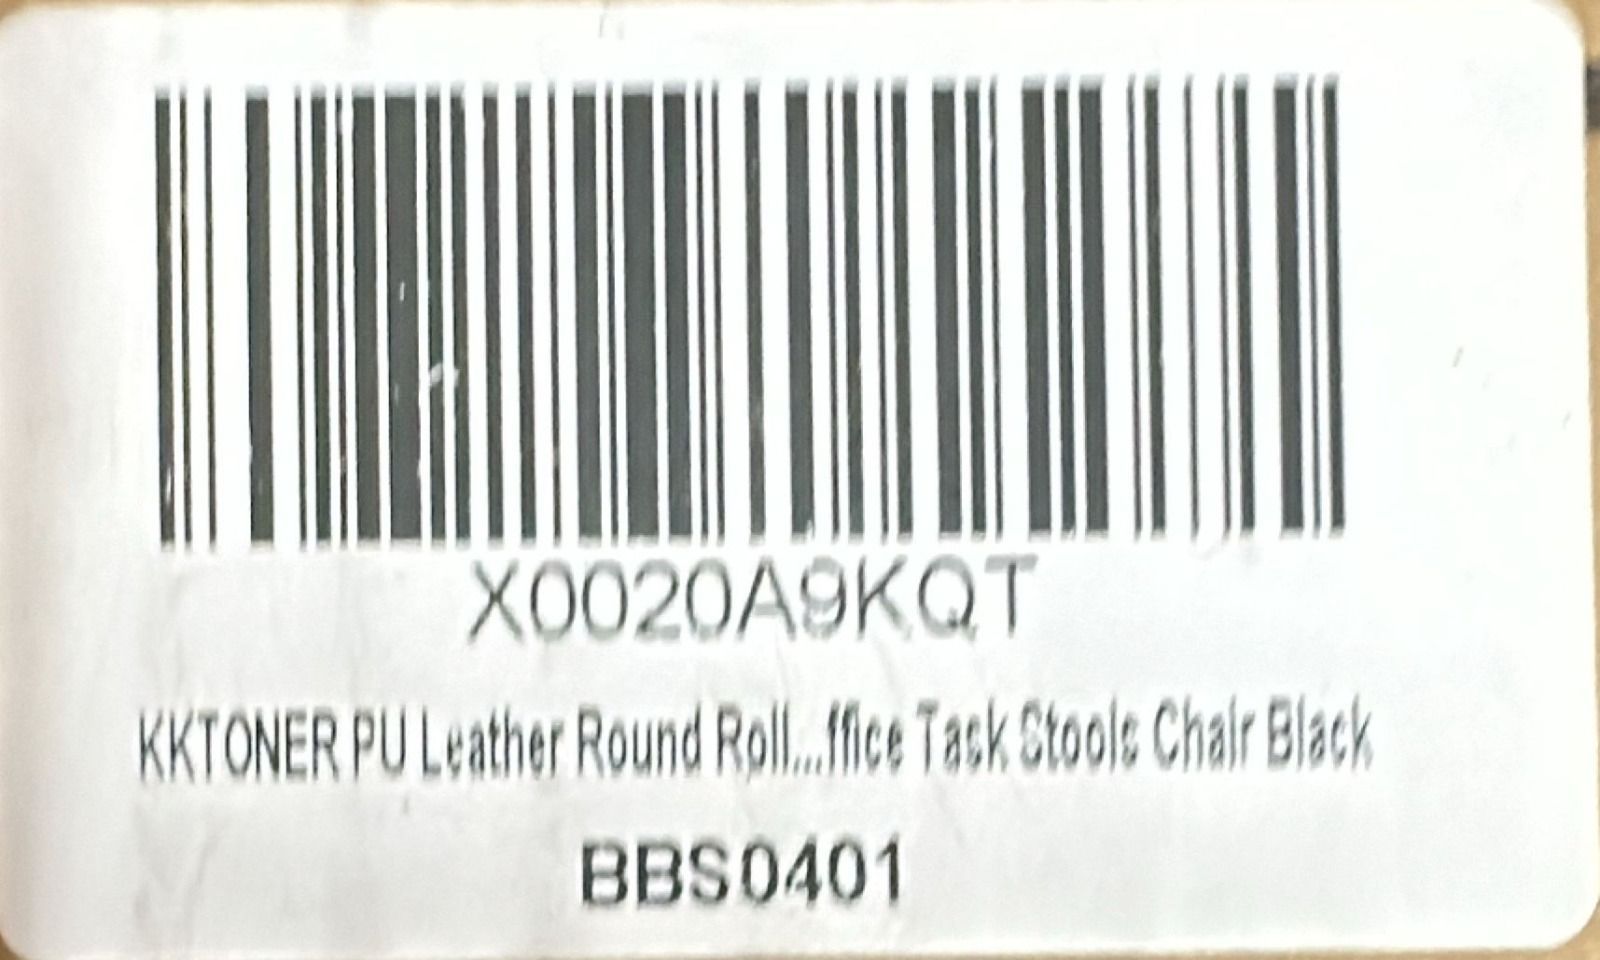 X0020A9KQT
KKTONER PU Leather Round Roll...ffice Task Stools Chair Black
BBS0401